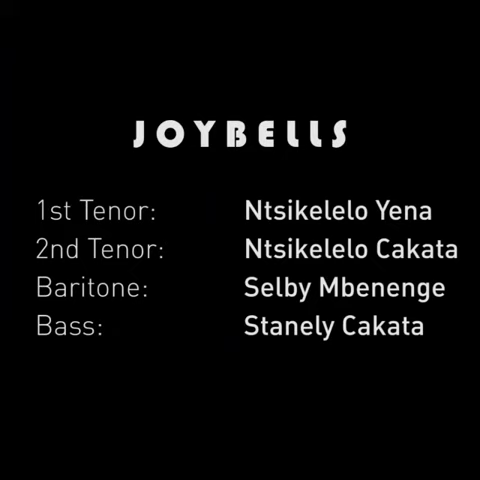 JOYBELLS
1st Tenor: Ntsikelelo Yena
2nd Tenor: Ntsikelelo Cakata
Baritone: Selby Mbenenge
Bass: Stanely Cakata